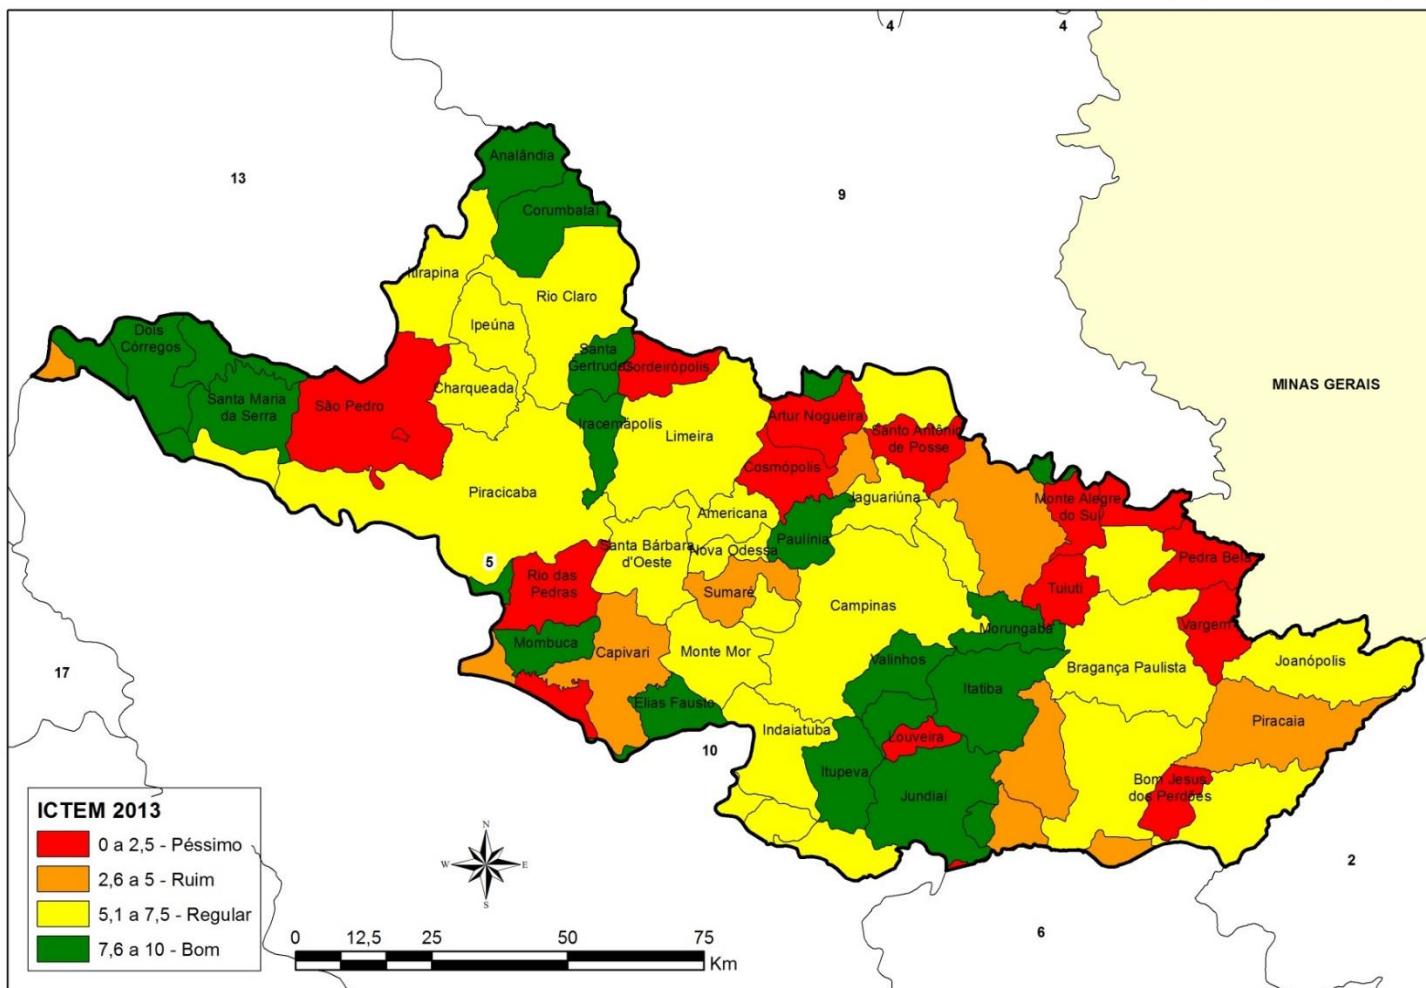 4
4
13
9
Analândia
Corumbataí
Itirapina
Rio Claro
Ipeúna
Dois
Córregos
Santa
Gertrudes
Cordeirópolis
MINAS GERAIS
Charqueada
Santa Maria
da Serra
São Pedro
Artur Nogueira
Iracemápolis
Limeira
Santo Antônio
de Posse
Cosmópolis
Piracicaba
Jaguariúna
Monte Alegre
do Sul
Americana
Paulínia
Santa Bárbara
d'Oeste
Nova Odessa
Pedra Bela
5
Rio das
Pedras
Sumaré
Tuiuti
Campinas
Vargem
Morungaba
Mombuca
Capivari
Monte Mor
Valinhos
Bragança Paulista
Joanópolis
17
Itatiba
Elias Fausto
Piracaia
Indaiatuba
Louveira
10
Itupeva
Bom Jesus
dos Perdões
Jundiaí
ICTEM 2013
0 a 2,5 - Péssimo
2,6 a 5 - Ruim
5,1 a 7,5 - Regular
7,6 a 10 - Bom
N
W E
S
2
6
0 12,5 25 50 75
Km